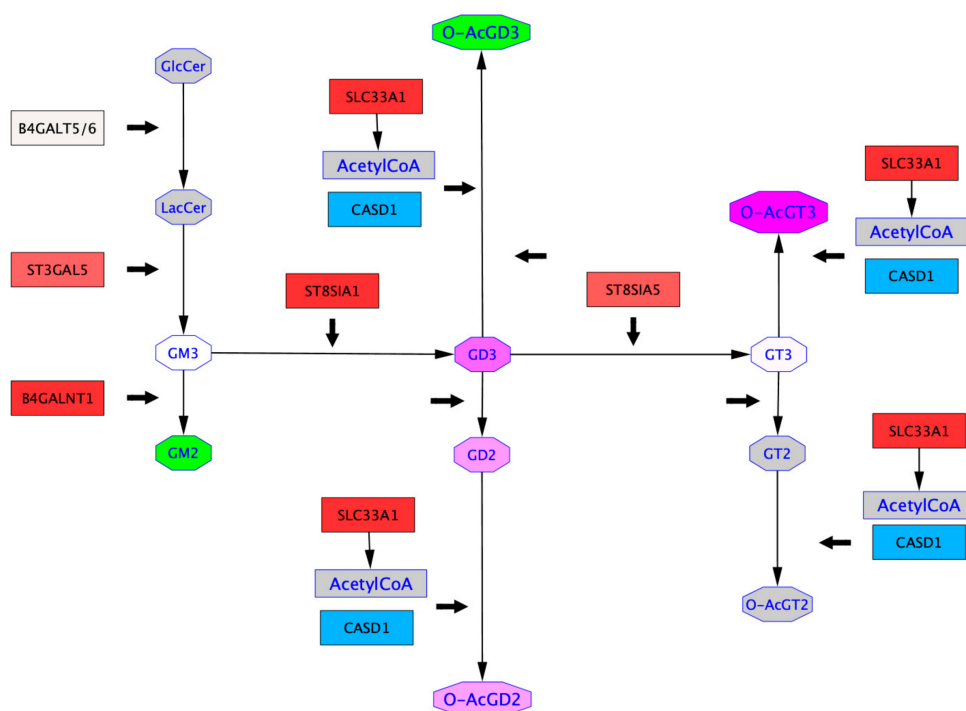 O-AcGD3
GlcCer
SLC33A1
B4GALT5/6
AcetylCoA
CASD1
SLC33A1
LacCer
O-AcGT3
AcetylCoA
ST3GAL5
CASD1
ST8SIA1
ST8SIA5
GM3
GD3
GT3
B4GALNT1
GM2
GD2
GT2
SLC33A1
SLC33A1
AcetylCoA
CASD1
AcetylCoA
CASD1
O-AcGT2
O-AcGD2